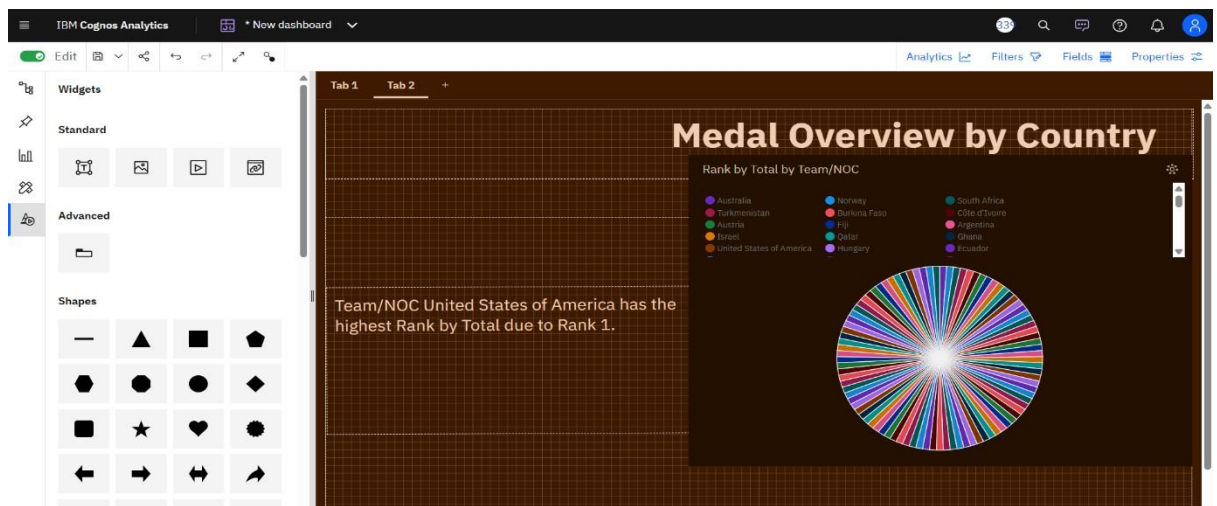 IBM Cognos Analytics
* New dashboard
Edit
Analytics
Filters
Fields
Properties
Widgets
Standard
Advanced
Shapes
Tab 1
Tab 2
+
Medal Overview by Country
Team/NOC United States of America has the
highest Rank by Total due to Rank 1.
Rank by Total by Team/NOC
Australia
Norway
South Africa
Turkmenistan
Burkina Faso
Côte d'Ivoire
Austria
Fiji
Argentina
Israel
Qatar
Ghana
United States of America
Hungary
Ecuador